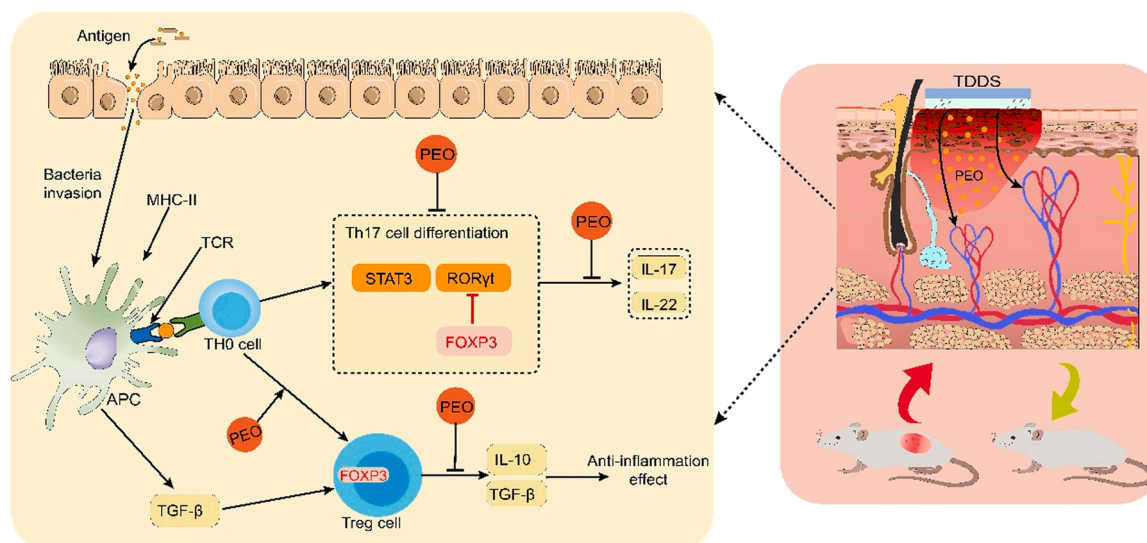 Antigen
TDDS
PEO
Bacteria
invasion
MHC-II
PEO
PEO
TCR
Th17 cell differentiation
IL-17
STAT3
RORγt
IL-22
FOXP3
TH0 cell
APC
PEO
PEO
FOXP3
IL-10
Anti-inflammation
effect
TGF-β
TGF-β
Treg cell